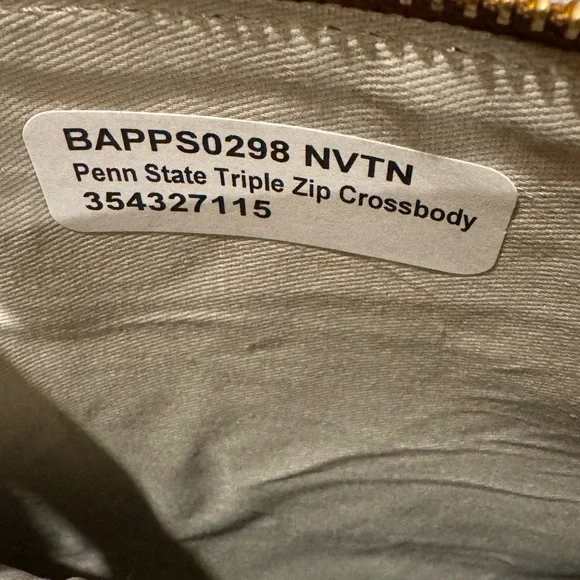 BAPPS0298 NVTN
Penn State Triple Zip Crossbody
354327115